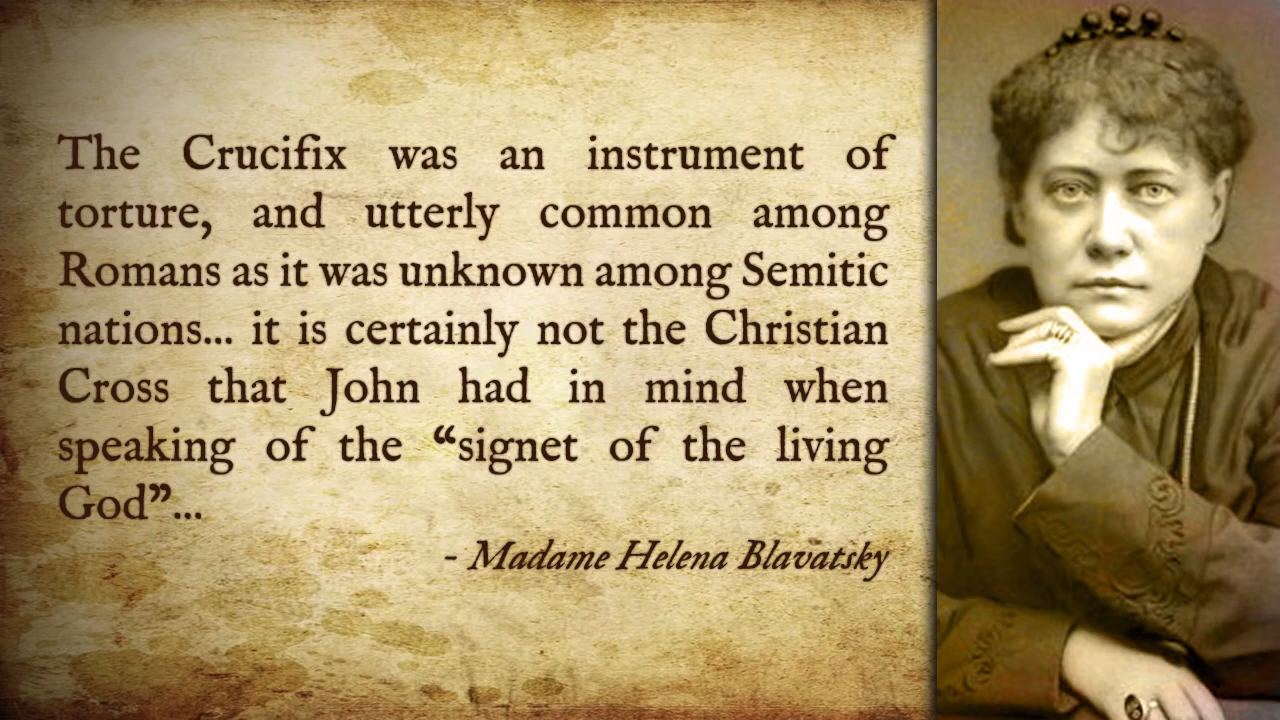 The Crucifix was an instrument of
torture, and utterly common among
Romans as it was unknown among Semitic
nations... it is certainly not the Christian
Cross that John had in mind when
speaking of the “signet of the living
God”...
- Madame Helena Blavatsky